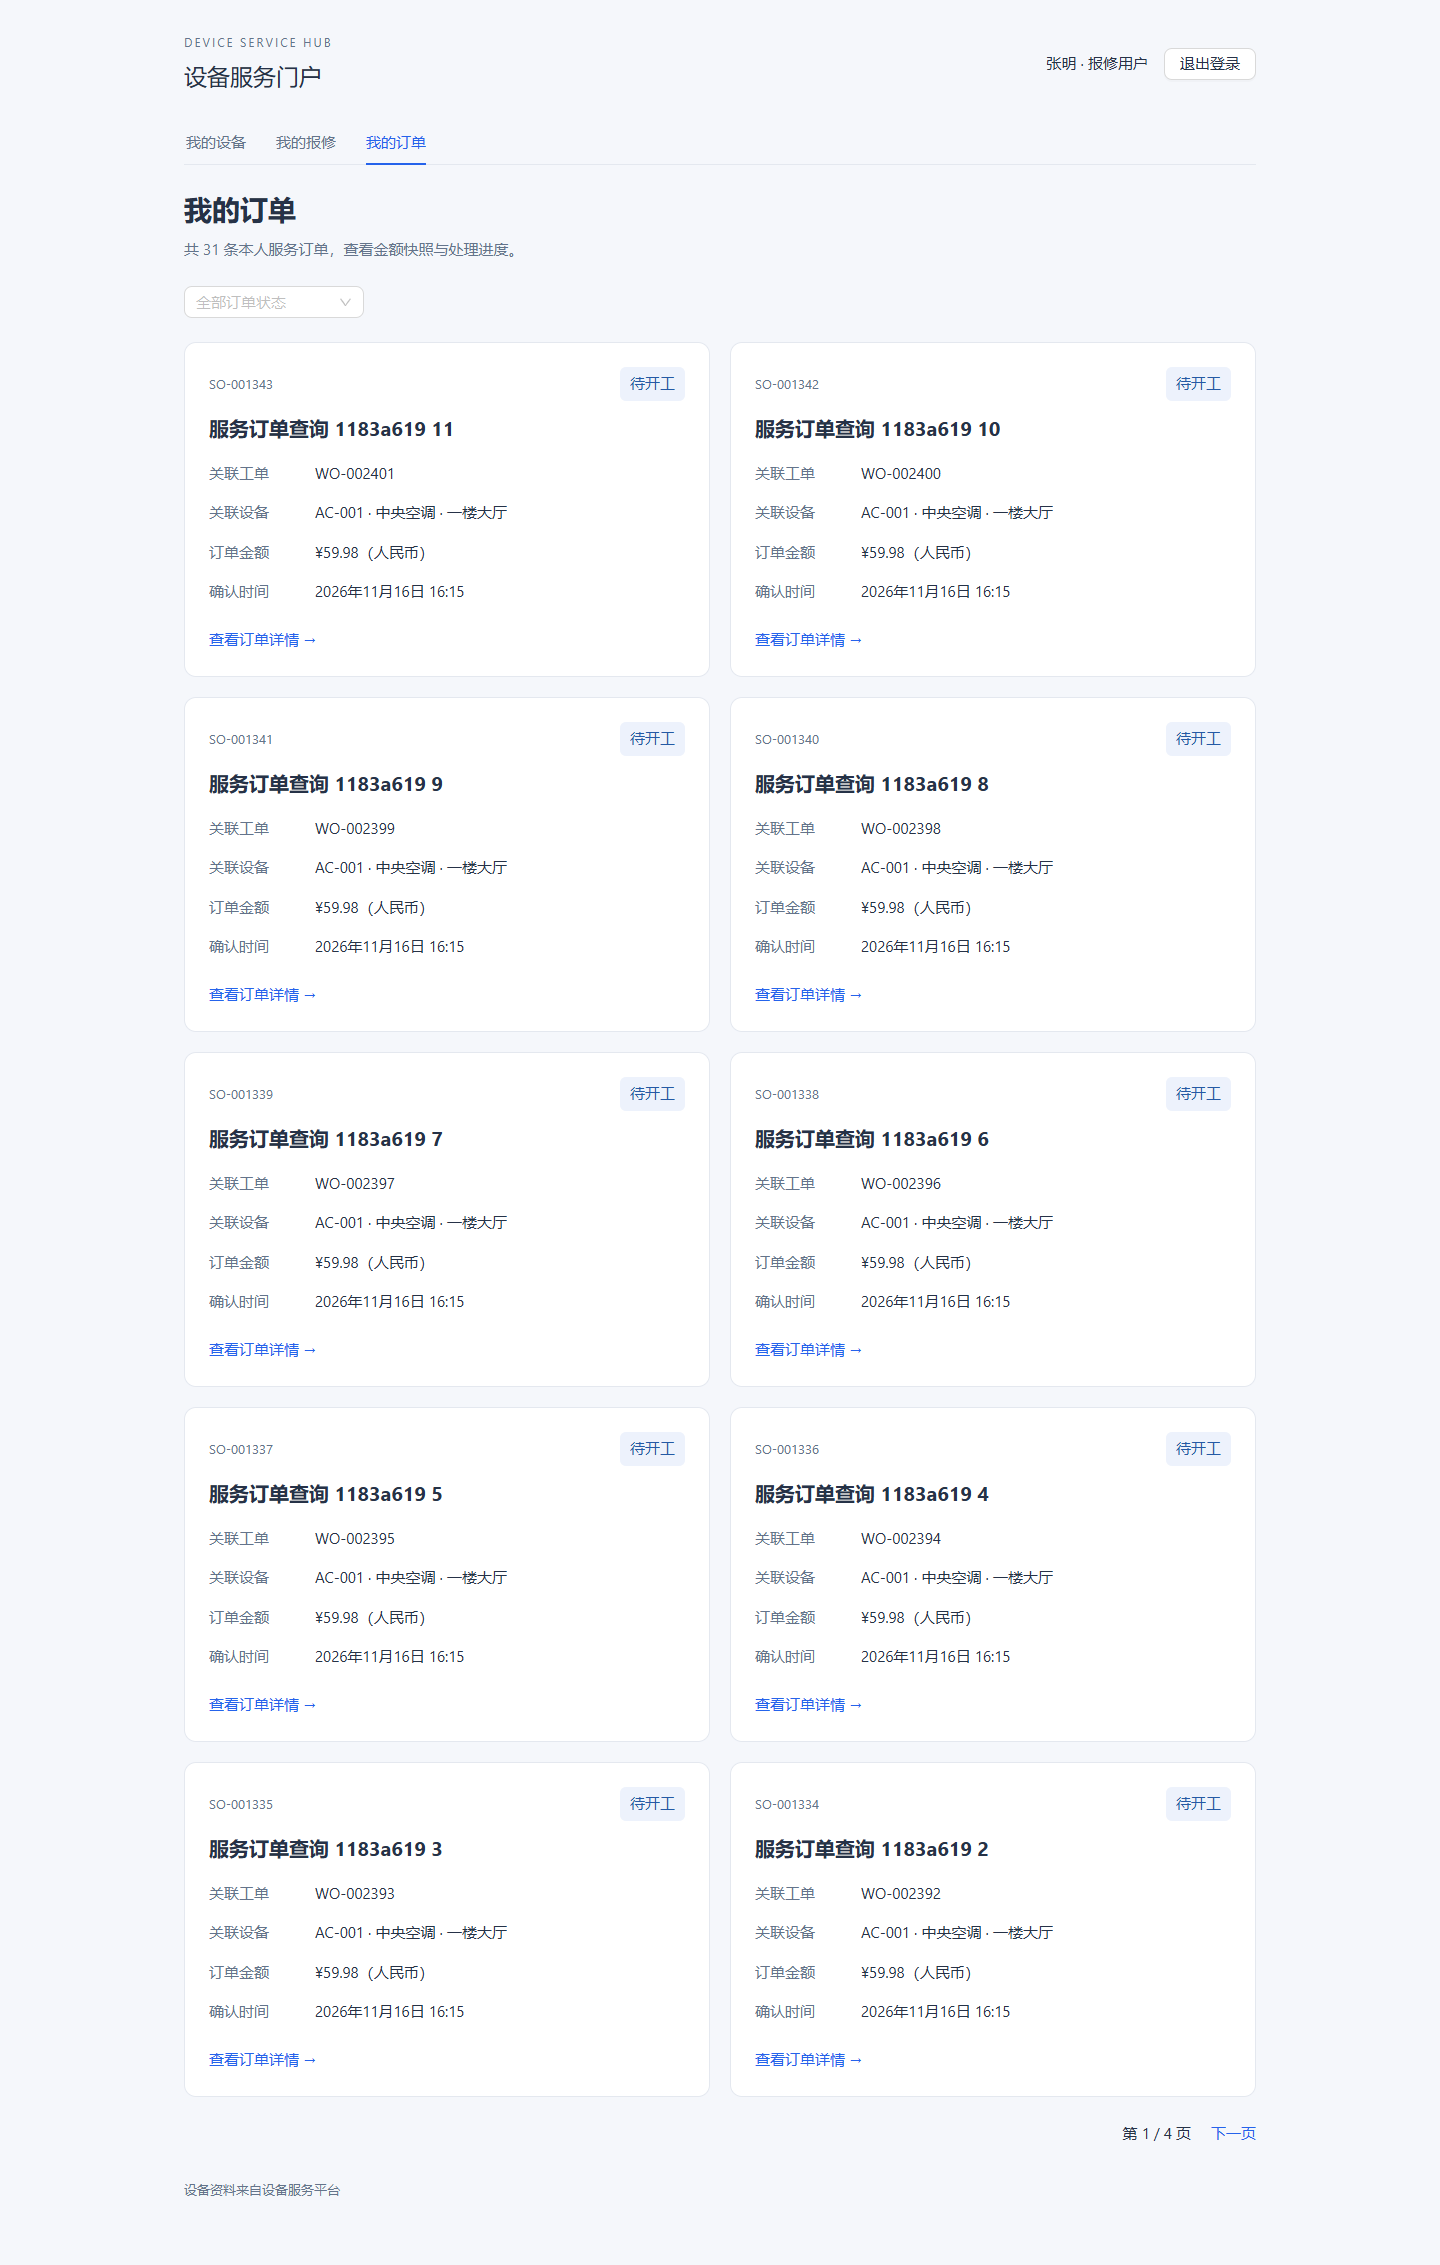 DEVICE SERVICE HUB
设备服务门户
张明 · 报修用户 退出登录
我的设备 我的报修 我的订单
我的订单
共 31 条本人服务订单，查看金额快照与处理进度。
全部订单状态
SO-001343 待开工
服务订单查询 1183a619 11
关联工单 WO-002401
关联设备 AC-001 · 中央空调 · 一楼大厅
订单金额 ¥59.98（人民币）
确认时间 2026年11月16日 16:15
查看订单详情 →
SO-001342 待开工
服务订单查询 1183a619 10
关联工单 WO-002400
关联设备 AC-001 · 中央空调 · 一楼大厅
订单金额 ¥59.98（人民币）
确认时间 2026年11月16日 16:15
查看订单详情 →
SO-001341 待开工
服务订单查询 1183a619 9
关联工单 WO-002399
关联设备 AC-001 · 中央空调 · 一楼大厅
订单金额 ¥59.98（人民币）
确认时间 2026年11月16日 16:15
查看订单详情 →
SO-001340 待开工
服务订单查询 1183a619 8
关联工单 WO-002398
关联设备 AC-001 · 中央空调 · 一楼大厅
订单金额 ¥59.98（人民币）
确认时间 2026年11月16日 16:15
查看订单详情 →
SO-001339 待开工
服务订单查询 1183a619 7
关联工单 WO-002397
关联设备 AC-001 · 中央空调 · 一楼大厅
订单金额 ¥59.98（人民币）
确认时间 2026年11月16日 16:15
查看订单详情 →
SO-001338 待开工
服务订单查询 1183a619 6
关联工单 WO-002396
关联设备 AC-001 · 中央空调 · 一楼大厅
订单金额 ¥59.98（人民币）
确认时间 2026年11月16日 16:15
查看订单详情 →
SO-001337 待开工
服务订单查询 1183a619 5
关联工单 WO-002395
关联设备 AC-001 · 中央空调 · 一楼大厅
订单金额 ¥59.98（人民币）
确认时间 2026年11月16日 16:15
查看订单详情 →
SO-001336 待开工
服务订单查询 1183a619 4
关联工单 WO-002394
关联设备 AC-001 · 中央空调 · 一楼大厅
订单金额 ¥59.98（人民币）
确认时间 2026年11月16日 16:15
查看订单详情 →
SO-001335 待开工
服务订单查询 1183a619 3
关联工单 WO-002393
关联设备 AC-001 · 中央空调 · 一楼大厅
订单金额 ¥59.98（人民币）
确认时间 2026年11月16日 16:15
查看订单详情 →
SO-001334 待开工
服务订单查询 1183a619 2
关联工单 WO-002392
关联设备 AC-001 · 中央空调 · 一楼大厅
订单金额 ¥59.98（人民币）
确认时间 2026年11月16日 16:15
查看订单详情 →
第 1 / 4 页 下一页
设备资料来自设备服务平台